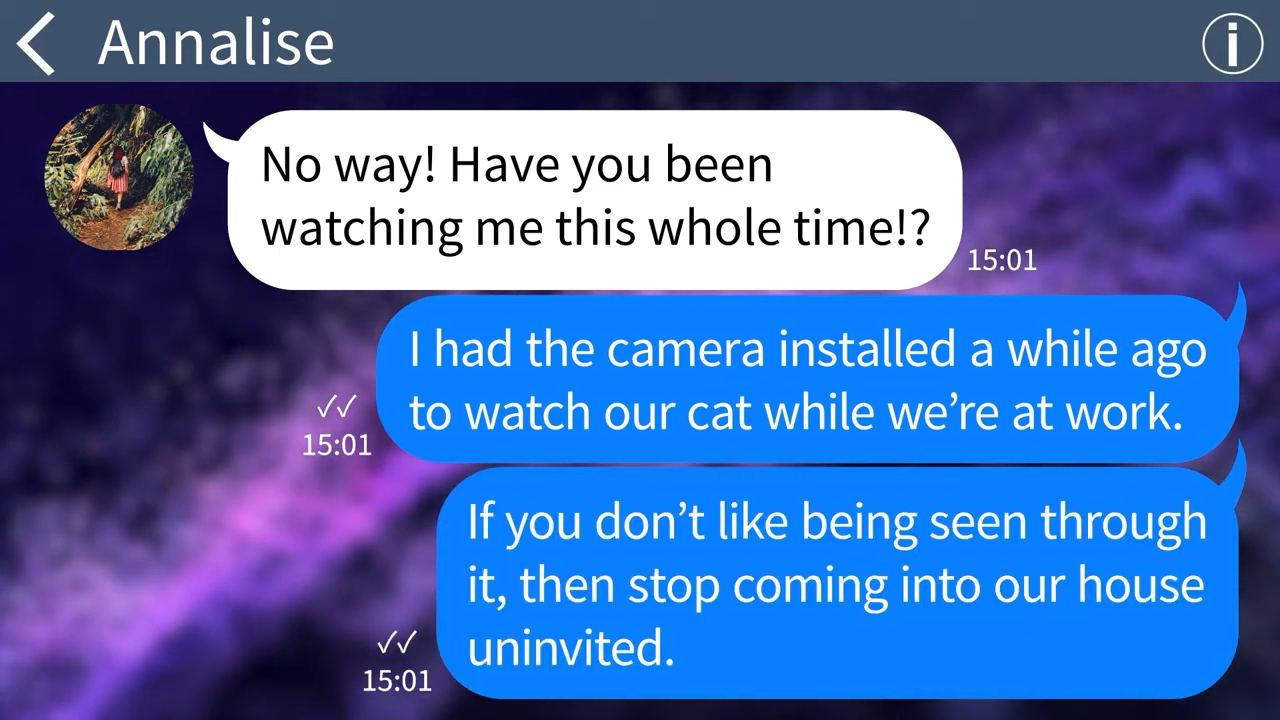 Annalise
No way! Have you been
watching me this whole time!?
15:01
I had the camera installed a while ago
to watch our cat while we’re at work.
✓✓
15:01
If you don’t like being seen through
it, then stop coming into our house
uninvited.
✓✓
15:01